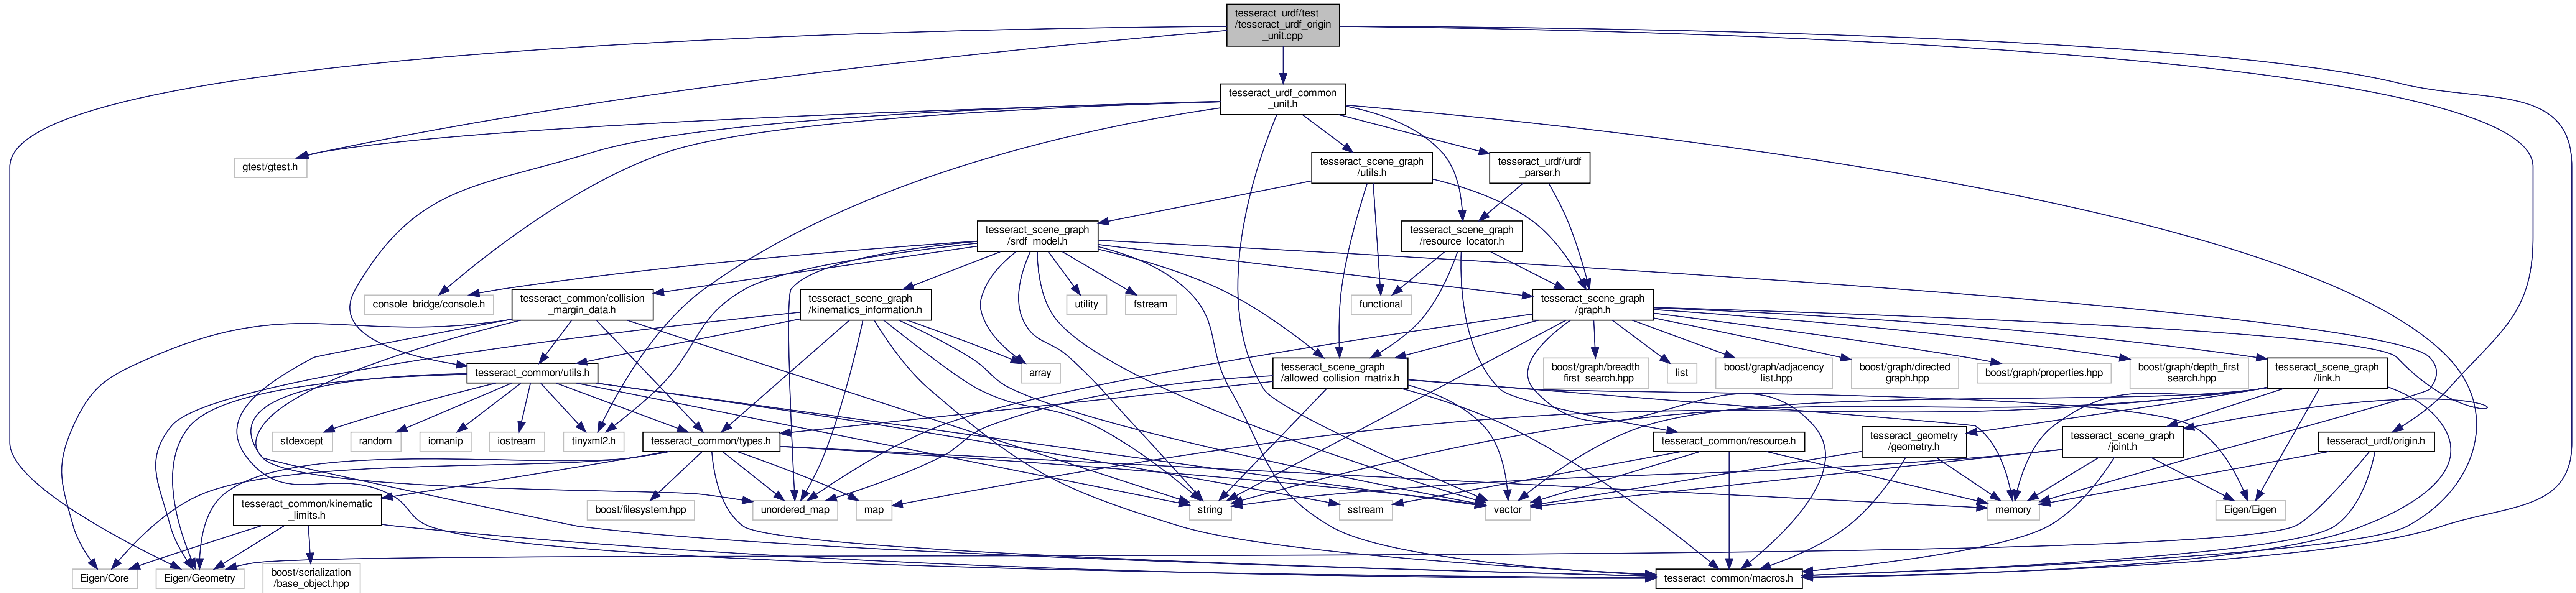 tesseract_urdf/test
/tesseract_urdf_origin
_unit.cpp
tesseract_urdf_common
_unit.h
gtest/gtest.h
tesseract_scene_graph
/utils.h
tesseract_urdf/urdf
_parser.h
tesseract_scene_graph
/srdf_model.h
tesseract_scene_graph
/resource_locator.h
console_bridge/console.h
tesseract_common/collision
_margin_data.h
tesseract_scene_graph
/kinematics_information.h
utility
fstream
functional
tesseract_scene_graph
/graph.h
tesseract_common/utils.h
array
tesseract_scene_graph
/allowed_collision_matrix.h
boost/graph/breadth
_first_search.hpp
list
boost/graph/adjacency
_list.hpp
boost/graph/directed
_graph.hpp
boost/graph/properties.hpp
boost/graph/depth_first
_search.hpp
tesseract_scene_graph
/link.h
stdexcept
random
iomanip
iostream
tinyxml2.h
tesseract_common/types.h
tesseract_common/resource.h
tesseract_geometry
/geometry.h
tesseract_scene_graph
/joint.h
tesseract_urdf/origin.h
tesseract_common/kinematic
_limits.h
boost/filesystem.hpp
unordered_map
map
string
sstream
vector
memory
Eigen/Eigen
Eigen/Core
Eigen/Geometry
boost/serialization
/base_object.hpp
tesseract_common/macros.h